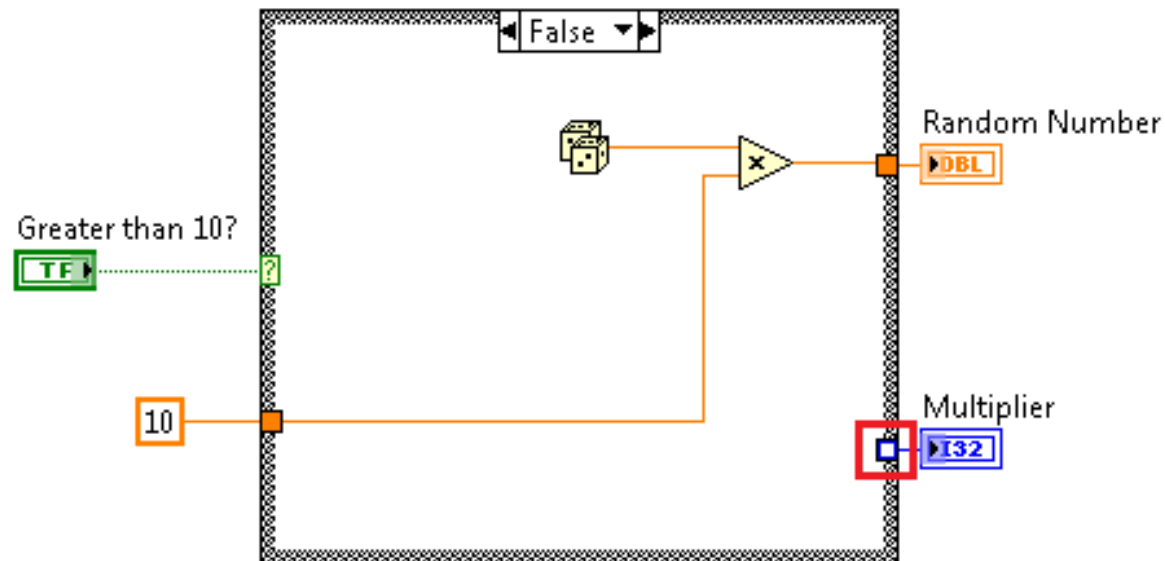 False
Random Number
DBL
Greater than 10?
TF
?
10
Multiplier
I32